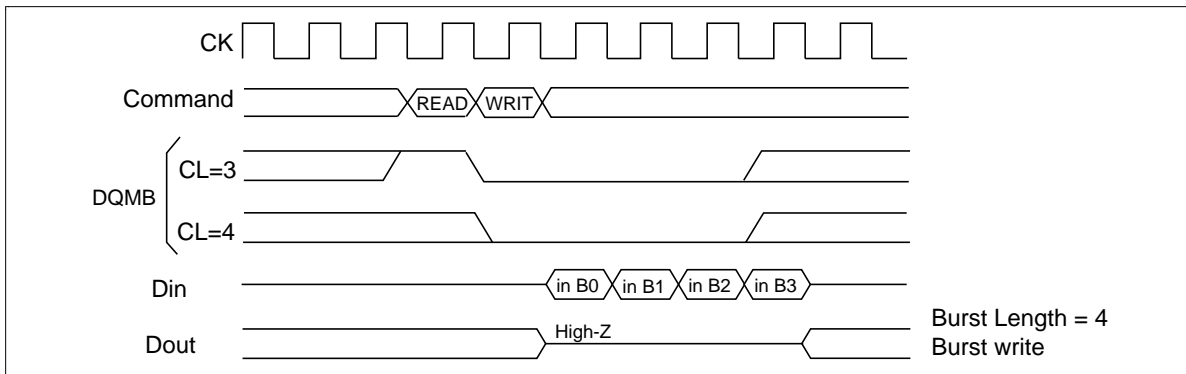 CK
Command READ WRIT
CL=3
DQMB
CL=4
Din in B0 in B1 in B2 in B3
High-Z
Dout
Burst Length = 4
Burst write